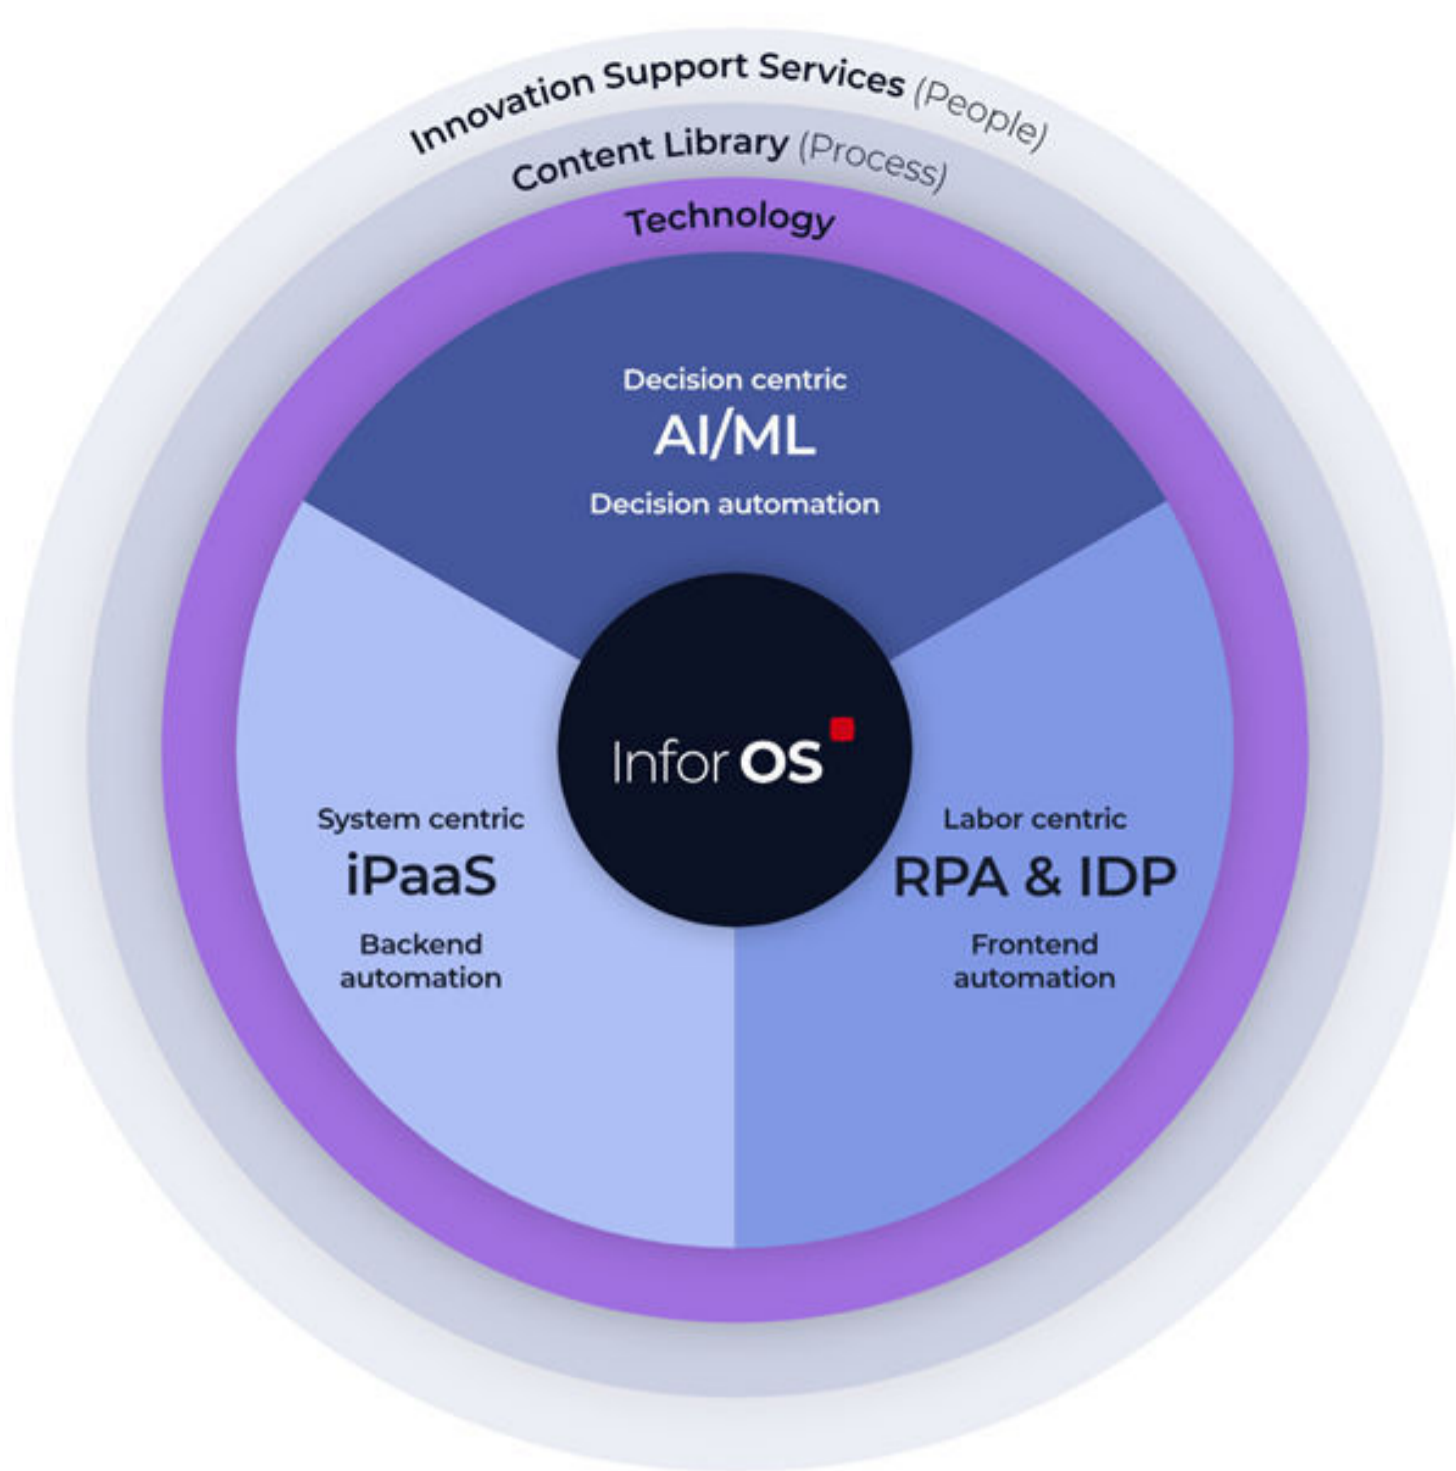 Innovation Support Services (People)
Content Library (Process)
Technology
Decision centric
AI/ML
Decision automation
Infor OS
System centric
iPaaS
Backend
automation
Labor centric
RPA & IDP
Frontend
automation